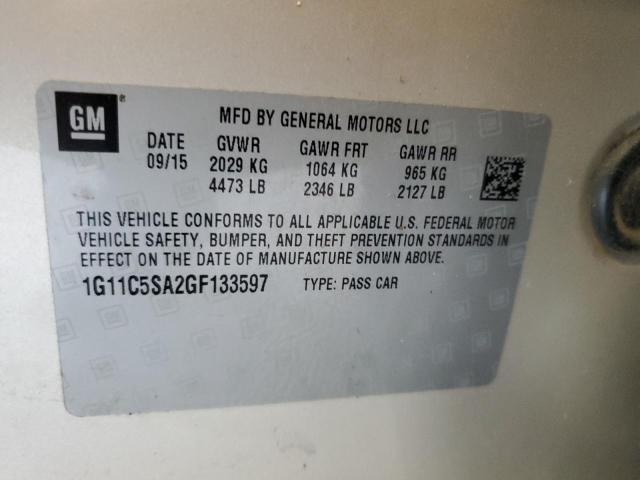 GM
MFD BY GENERAL MOTORS LLC
DATE GVWR GAWR FRT GAWR RR
09/15 2029 KG 1064 KG 965 KG
4473 LB 2346 LB 2127 LB
THIS VEHICLE CONFORMS TO ALL APPLICABLE U.S. FEDERAL MOTOR
VEHICLE SAFETY, BUMPER, AND THEFT PREVENTION STANDARDS IN
EFFECT ON THE DATE OF MANUFACTURE SHOWN ABOVE.
1G11C5SA2GF133597 TYPE: PASS CAR